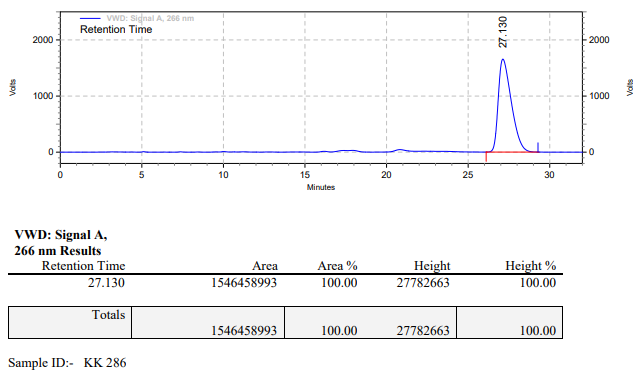 VWD: Signal A, 266 nm
Retention Time
27.130
2000
1000
0
Volts
2000
1000
0
Volts
0 5 10 15 20 25 30
Minutes
VWD: Signal A,
266 nm Results
Retention Time Area Area % Height Height %
27.130 1546458993 100.00 27782663 100.00
Totals
1546458993 100.00 27782663 100.00
Sample ID:- KK 286